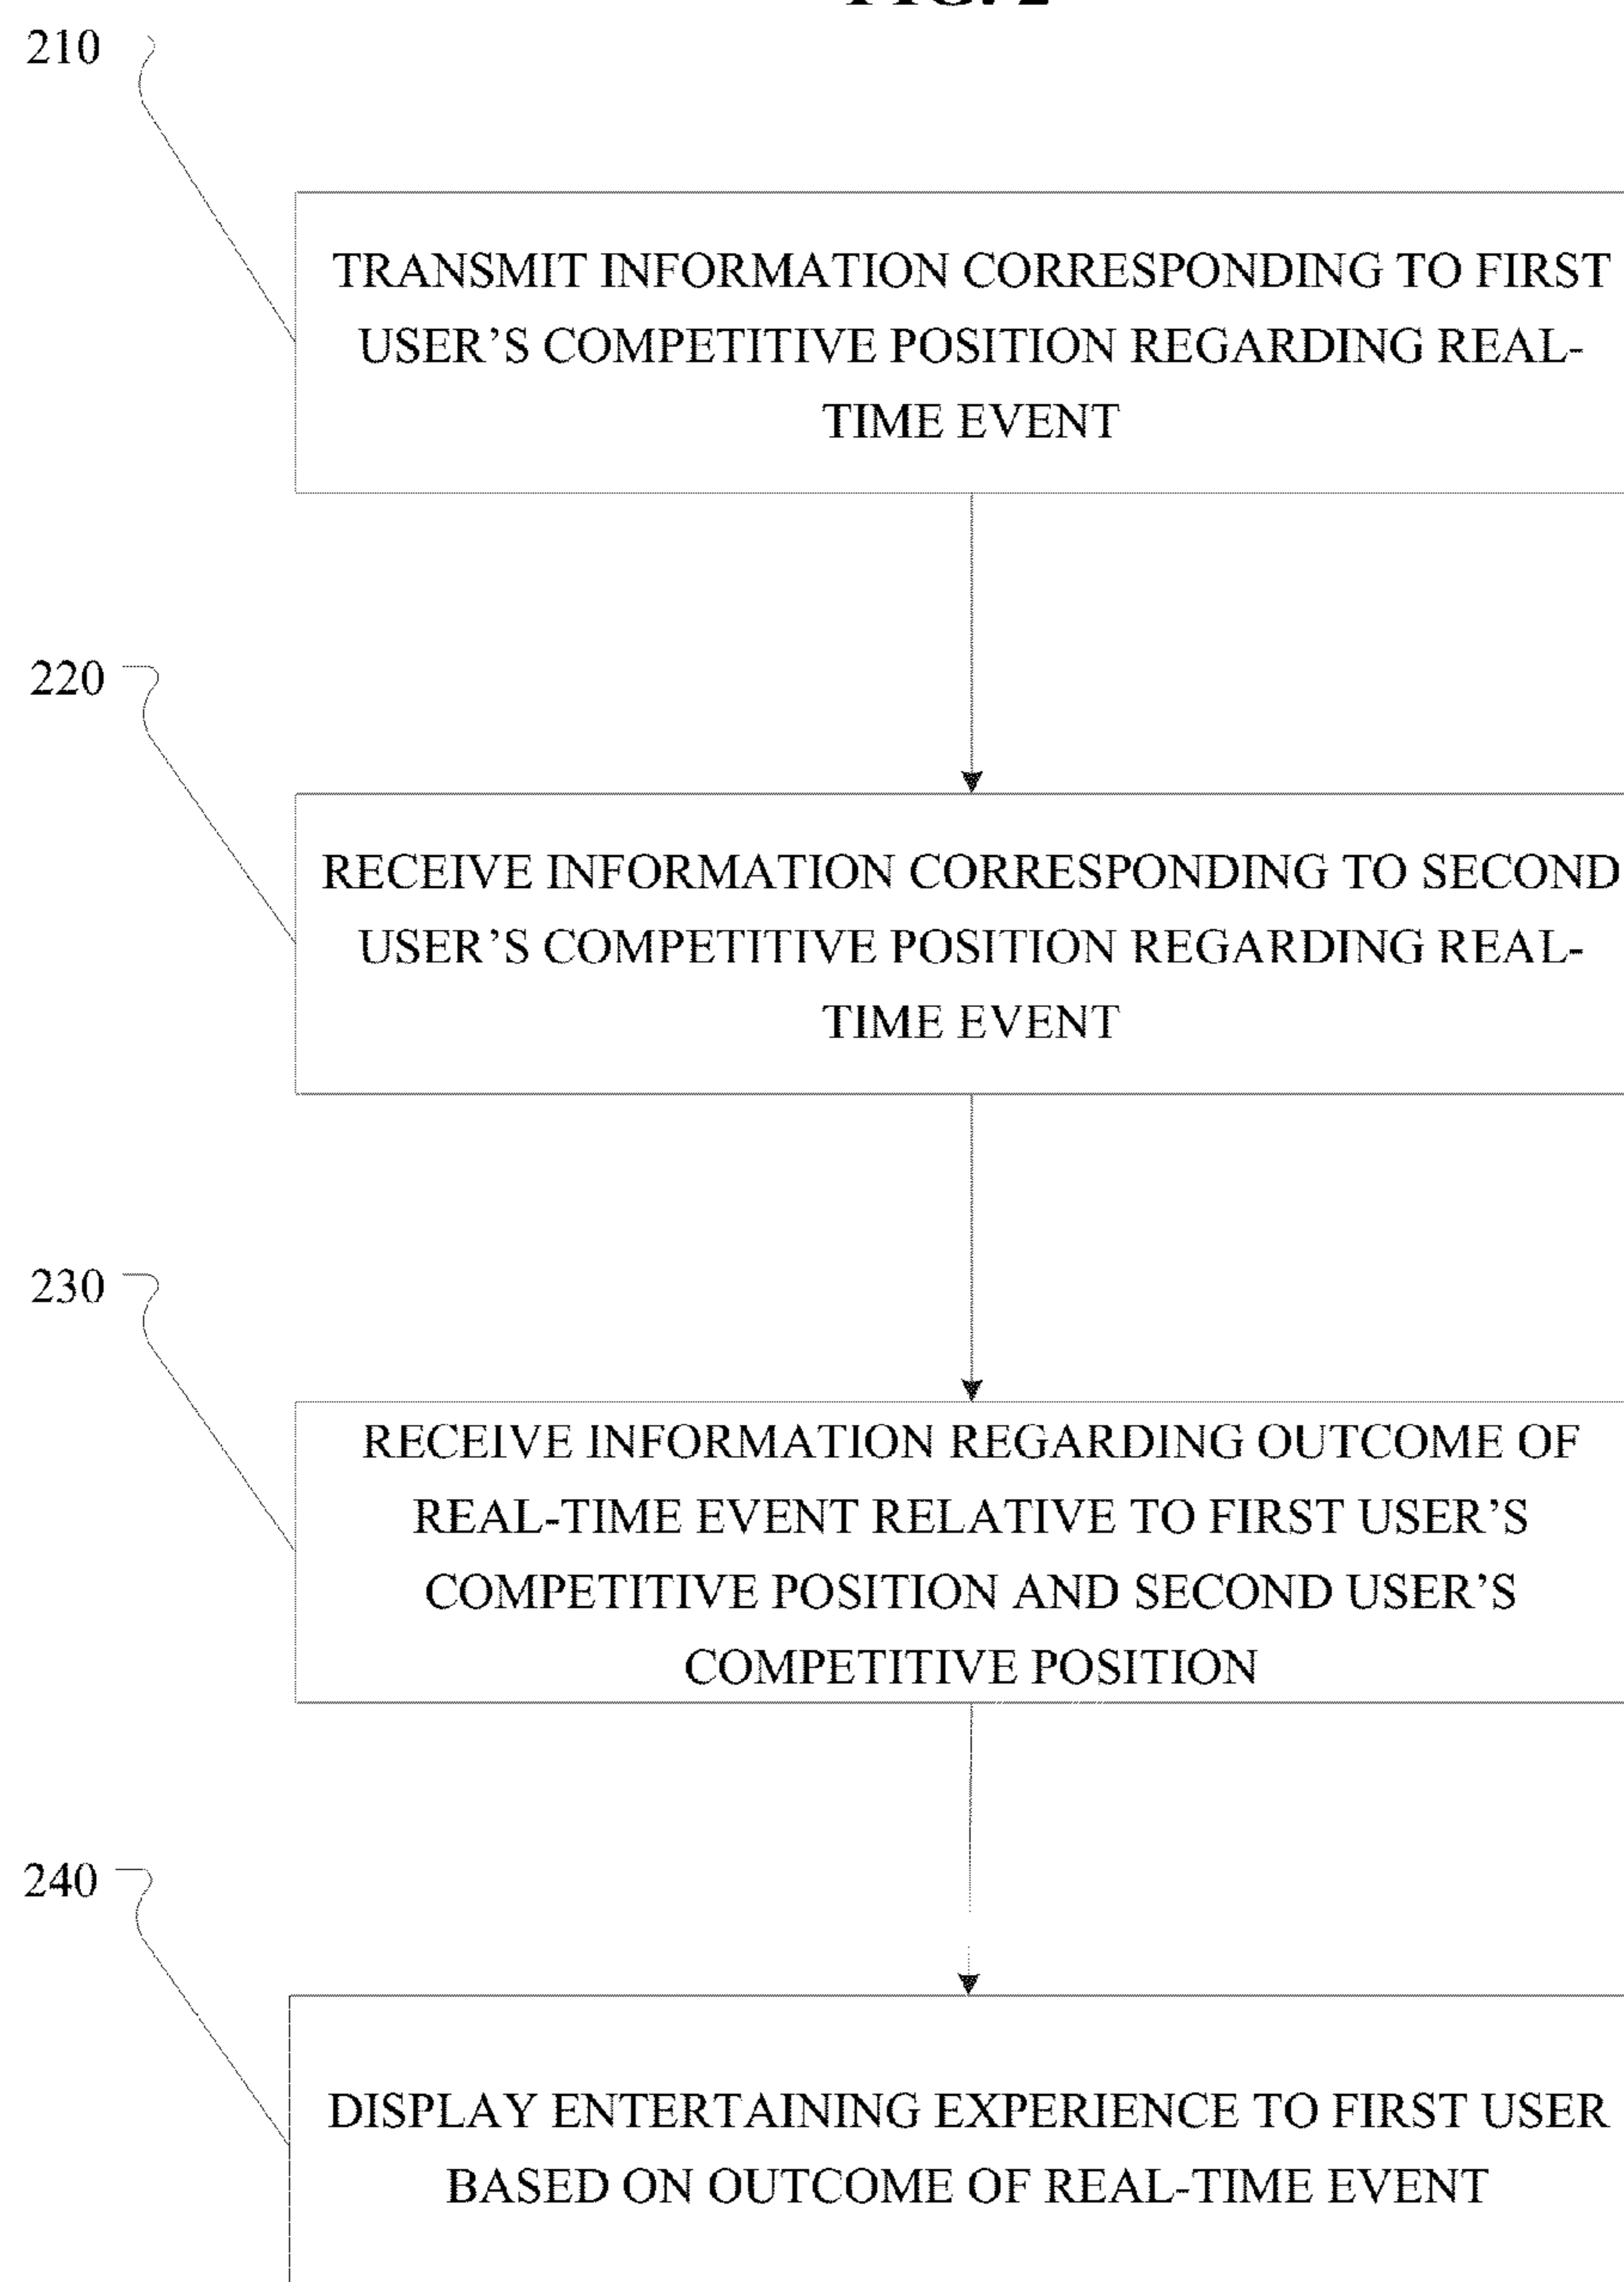 FIG. 2
210
TRANSMIT INFORMATION CORRESPONDING TO FIRST
USER’S COMPETITIVE POSITION REGARDING REAL-
TIME EVENT
220
RECEIVE INFORMATION CORRESPONDING TO SECOND
USER’S COMPETITIVE POSITION REGARDING REAL-
TIME EVENT
230
RECEIVE INFORMATION REGARDING OUTCOME OF
REAL-TIME EVENT RELATIVE TO FIRST USER’S
COMPETITIVE POSITION AND SECOND USER’S
COMPETITIVE POSITION
240
DISPLAY ENTERTAINING EXPERIENCE TO FIRST USER
BASED ON OUTCOME OF REAL-TIME EVENT